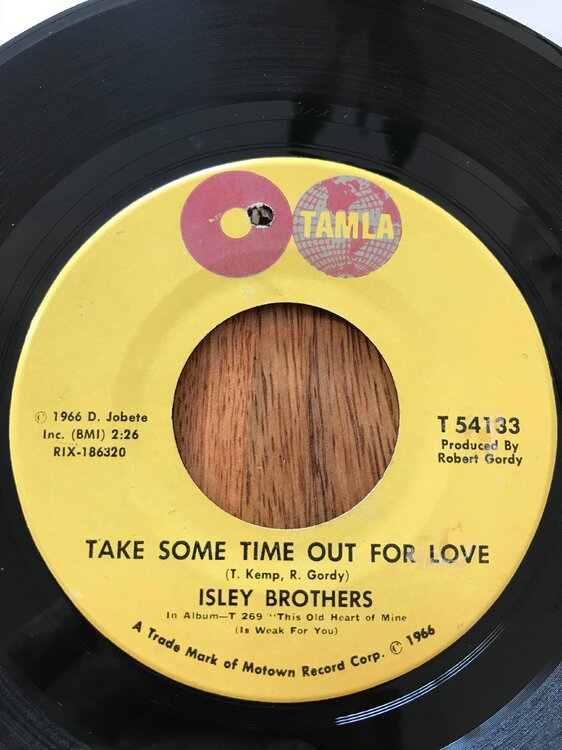 TAMLA
© 1966 D. Jobete
Inc. (BMI) 2:26
RIX-186320
T 54133
Produced By
Robert Gordy
TAKE SOME TIME OUT FOR LOVE
(T. Kemp, R. Gordy)
ISLEY BROTHERS
In Album—T 269 "This Old Heart of Mine
(Is Weak For You)
A Trade Mark of Motown Record Corp. © 1966